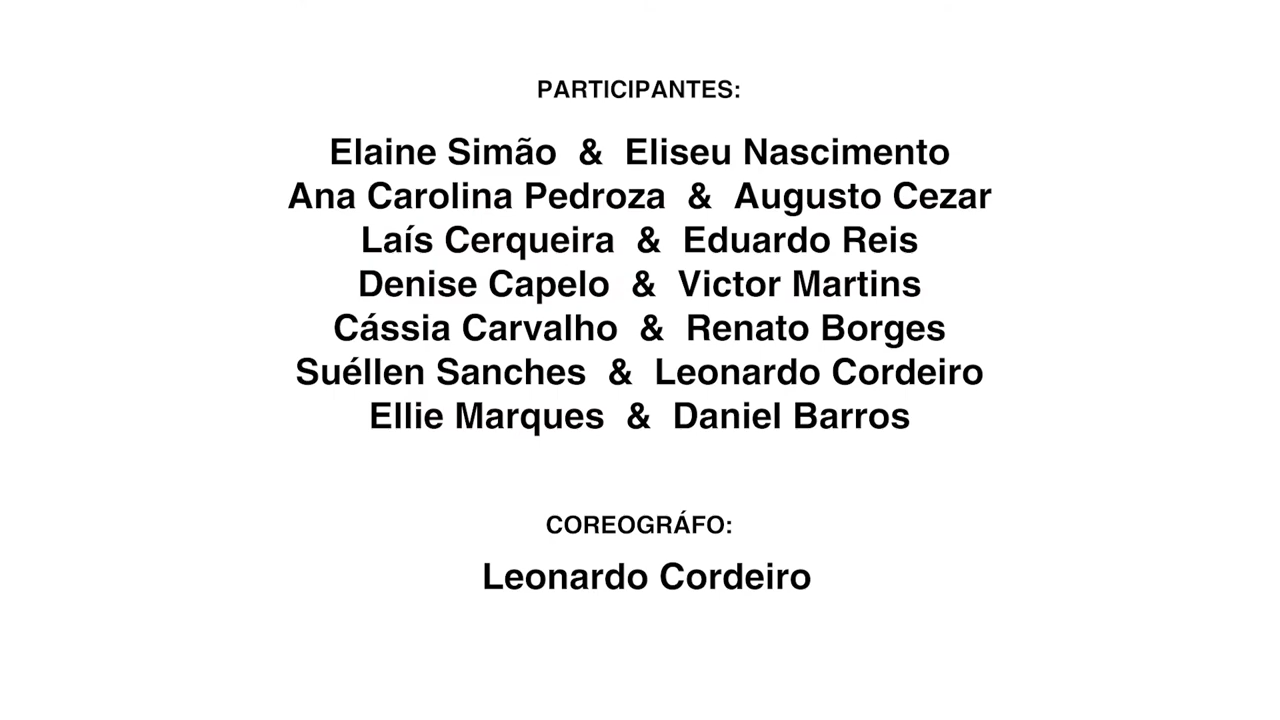 PARTICIPANTES:
Elaine Simão & Eliseu Nascimento
Ana Carolina Pedroza & Augusto Cezar
Laís Cerqueira & Eduardo Reis
Denise Capelo & Victor Martins
Cássia Carvalho & Renato Borges
Suéllen Sanches & Leonardo Cordeiro
Ellie Marques & Daniel Barros
COREOGRÁFO:
Leonardo Cordeiro